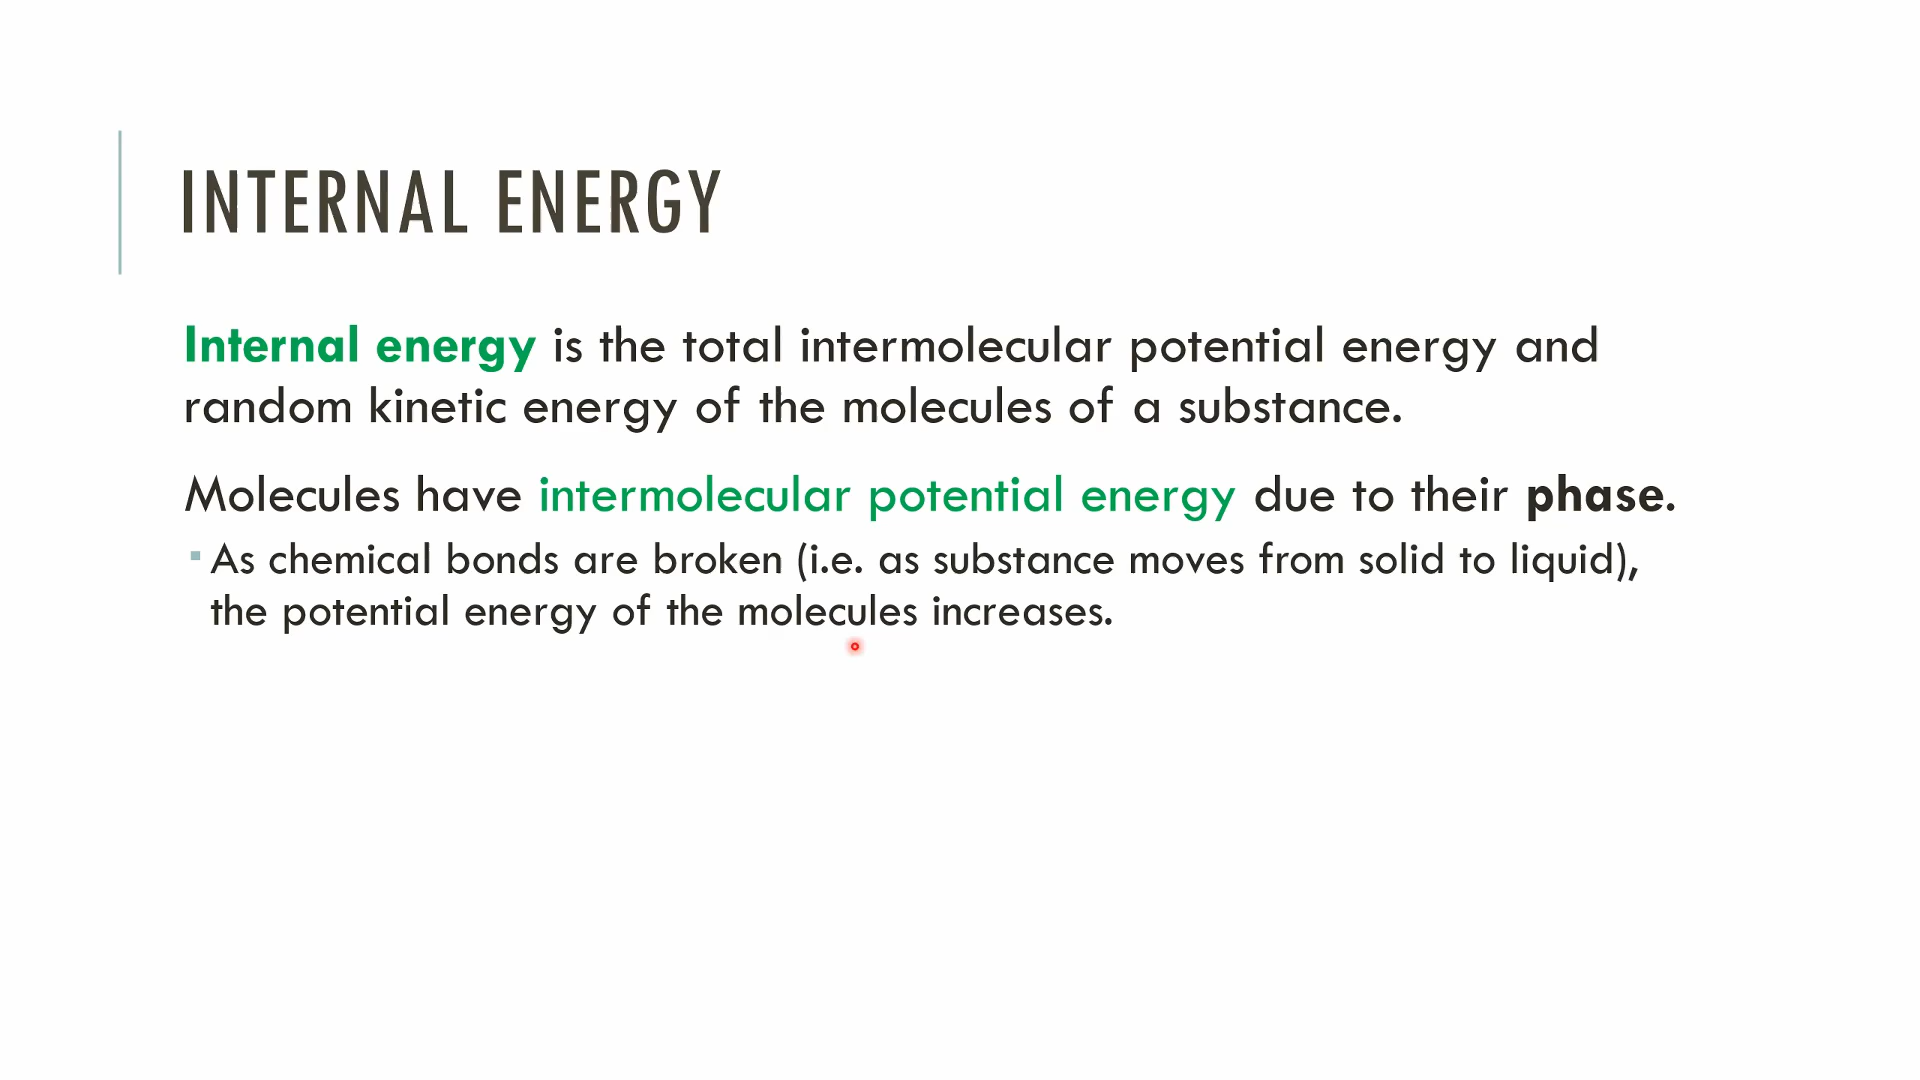 INTERNAL ENERGY
Internal energy is the total intermolecular potential energy and
random kinetic energy of the molecules of a substance.
Molecules have intermolecular potential energy due to their phase.
▪ As chemical bonds are broken (i.e. as substance moves from solid to liquid),
the potential energy of the molecules increases.